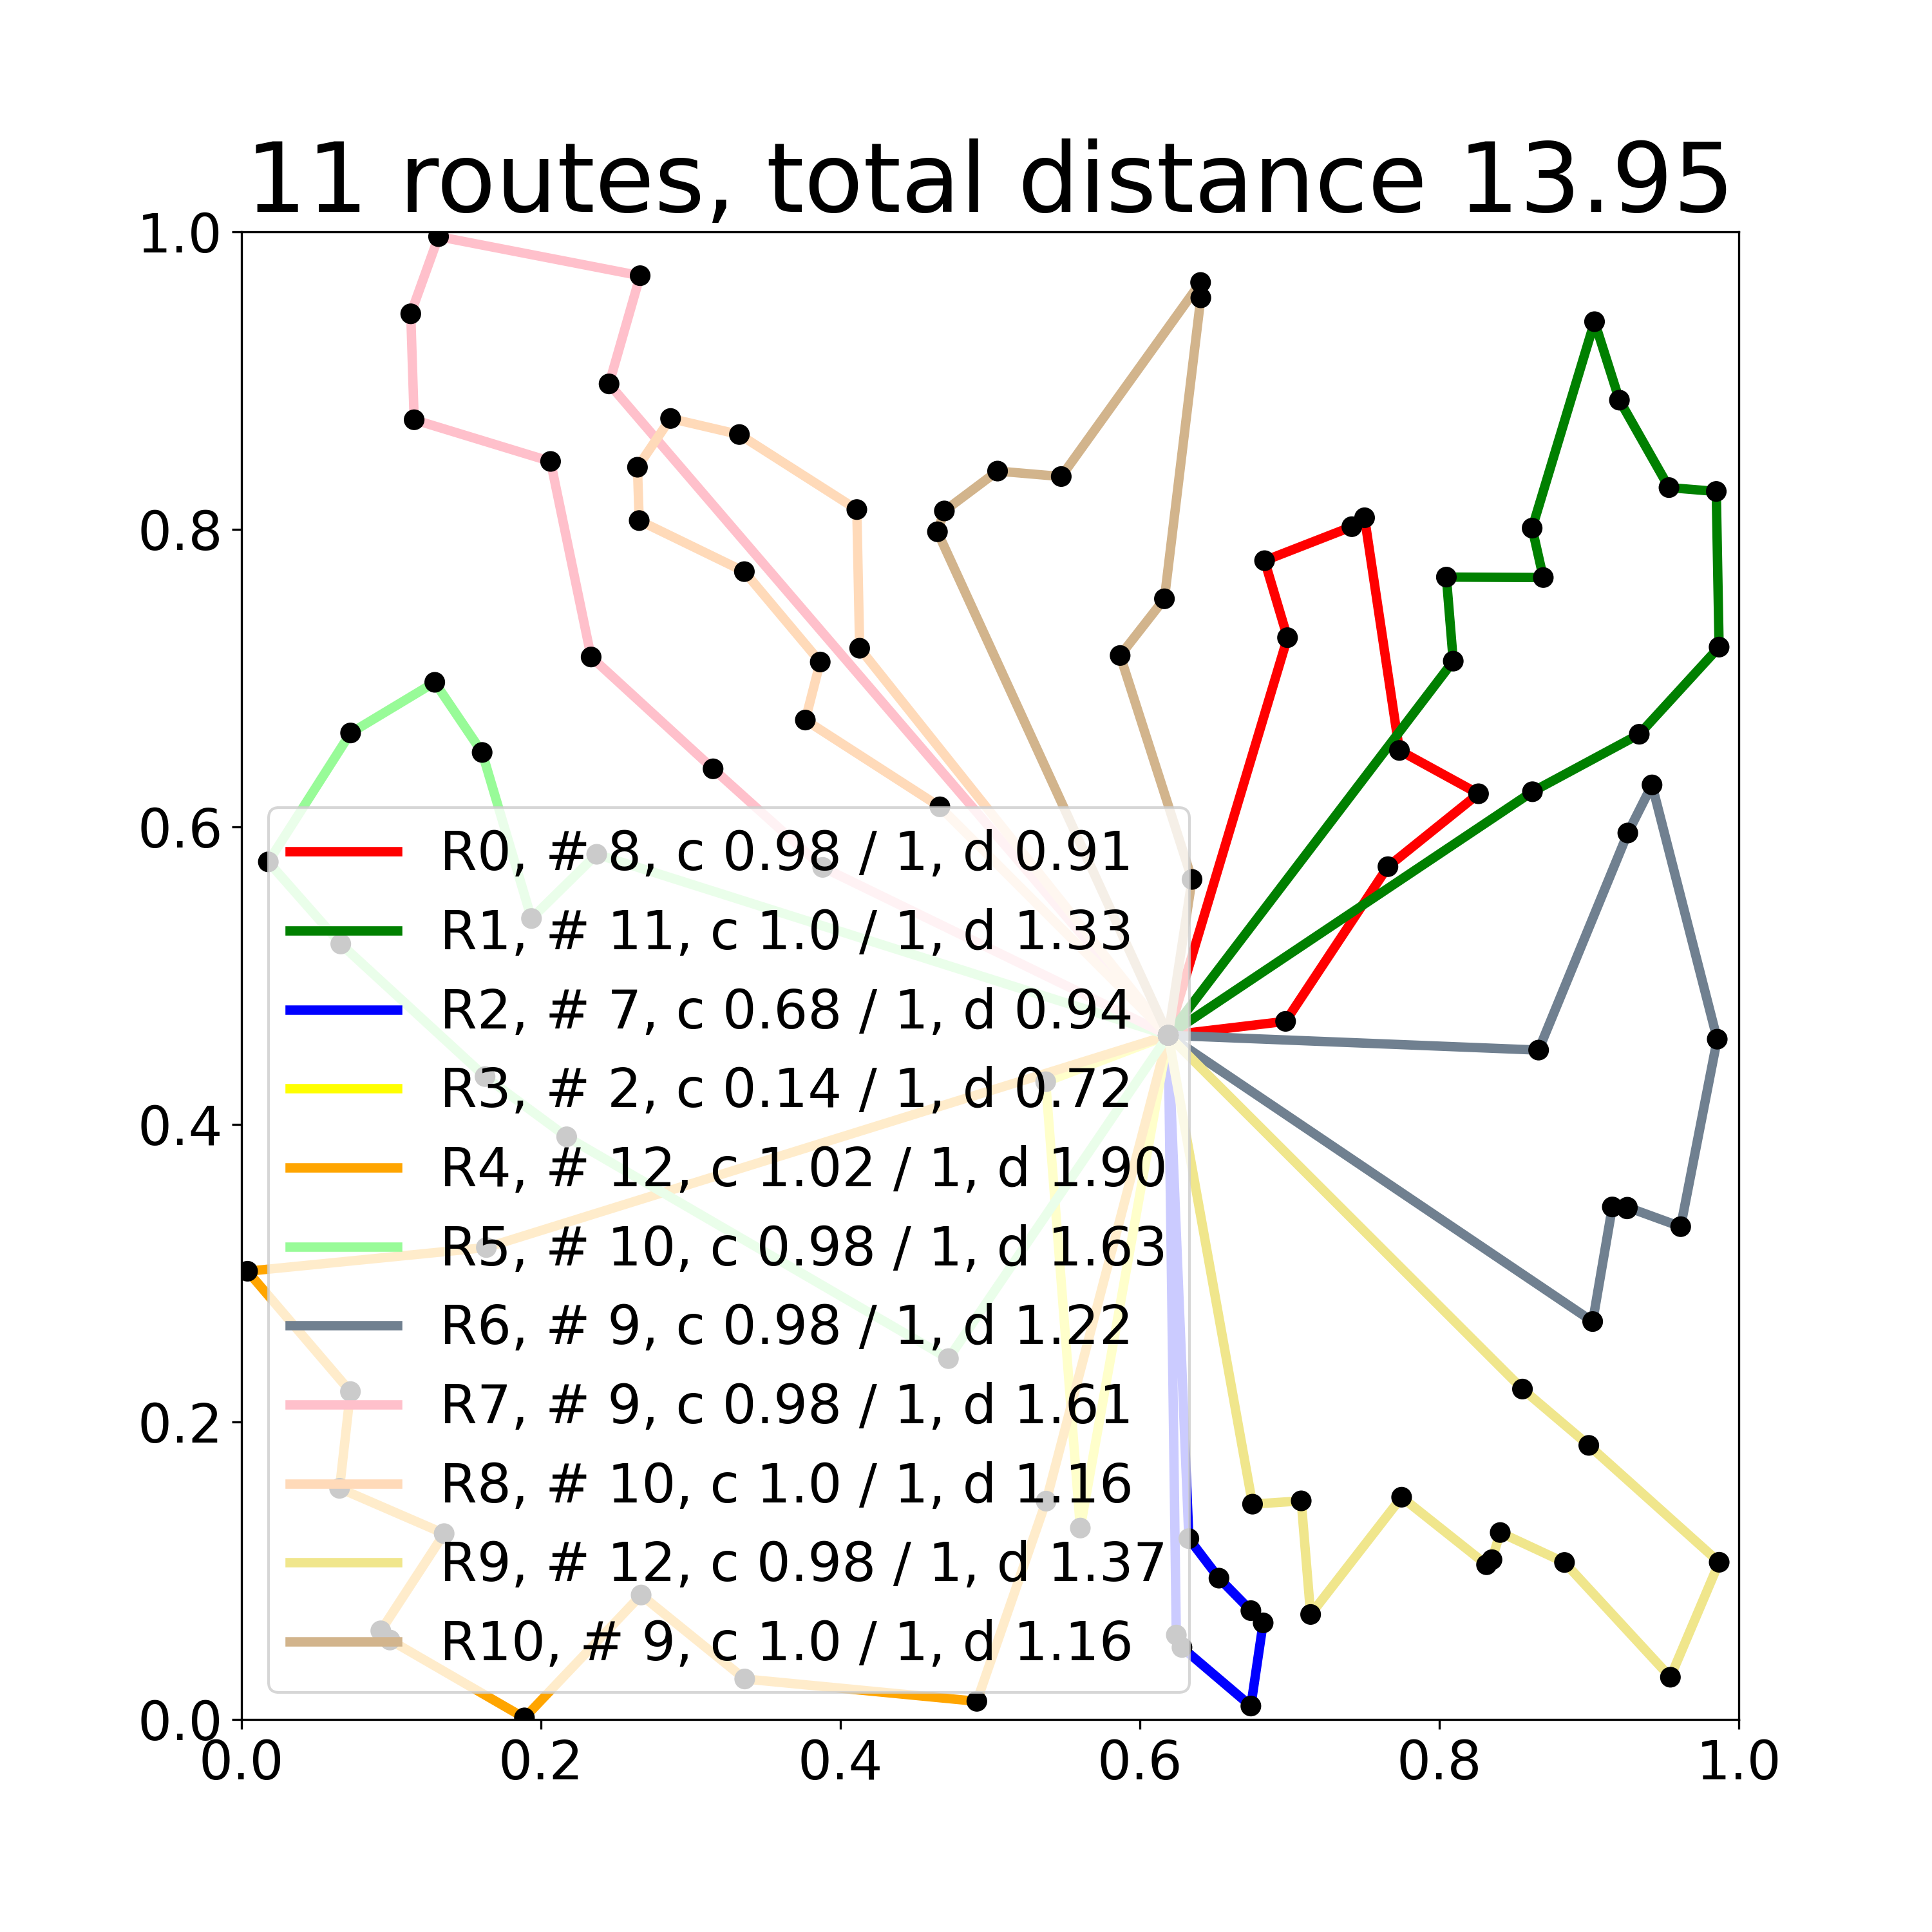 11 routes, total distance 13.95
1.0
0.8
0.6
0.4
0.2
0.0
R0, # 8, c 0.98 / 1, d 0.91
R1, # 11, c 1.0 / 1, d 1.33
R2, # 7, c 0.68 / 1, d 0.94
R3, # 2, c 0.14 / 1, d 0.72
R4, # 12, c 1.02 / 1, d 1.90
R5, # 10, c 0.98 / 1, d 1.63
R6, # 9, c 0.98 / 1, d 1.22
R7, # 9, c 0.98 / 1, d 1.61
R8, # 10, c 1.0 / 1, d 1.16
R9, # 12, c 0.98 / 1, d 1.37
R10, # 9, c 1.0 / 1, d 1.16
0.0 0.2 0.4 0.6 0.8 1.0